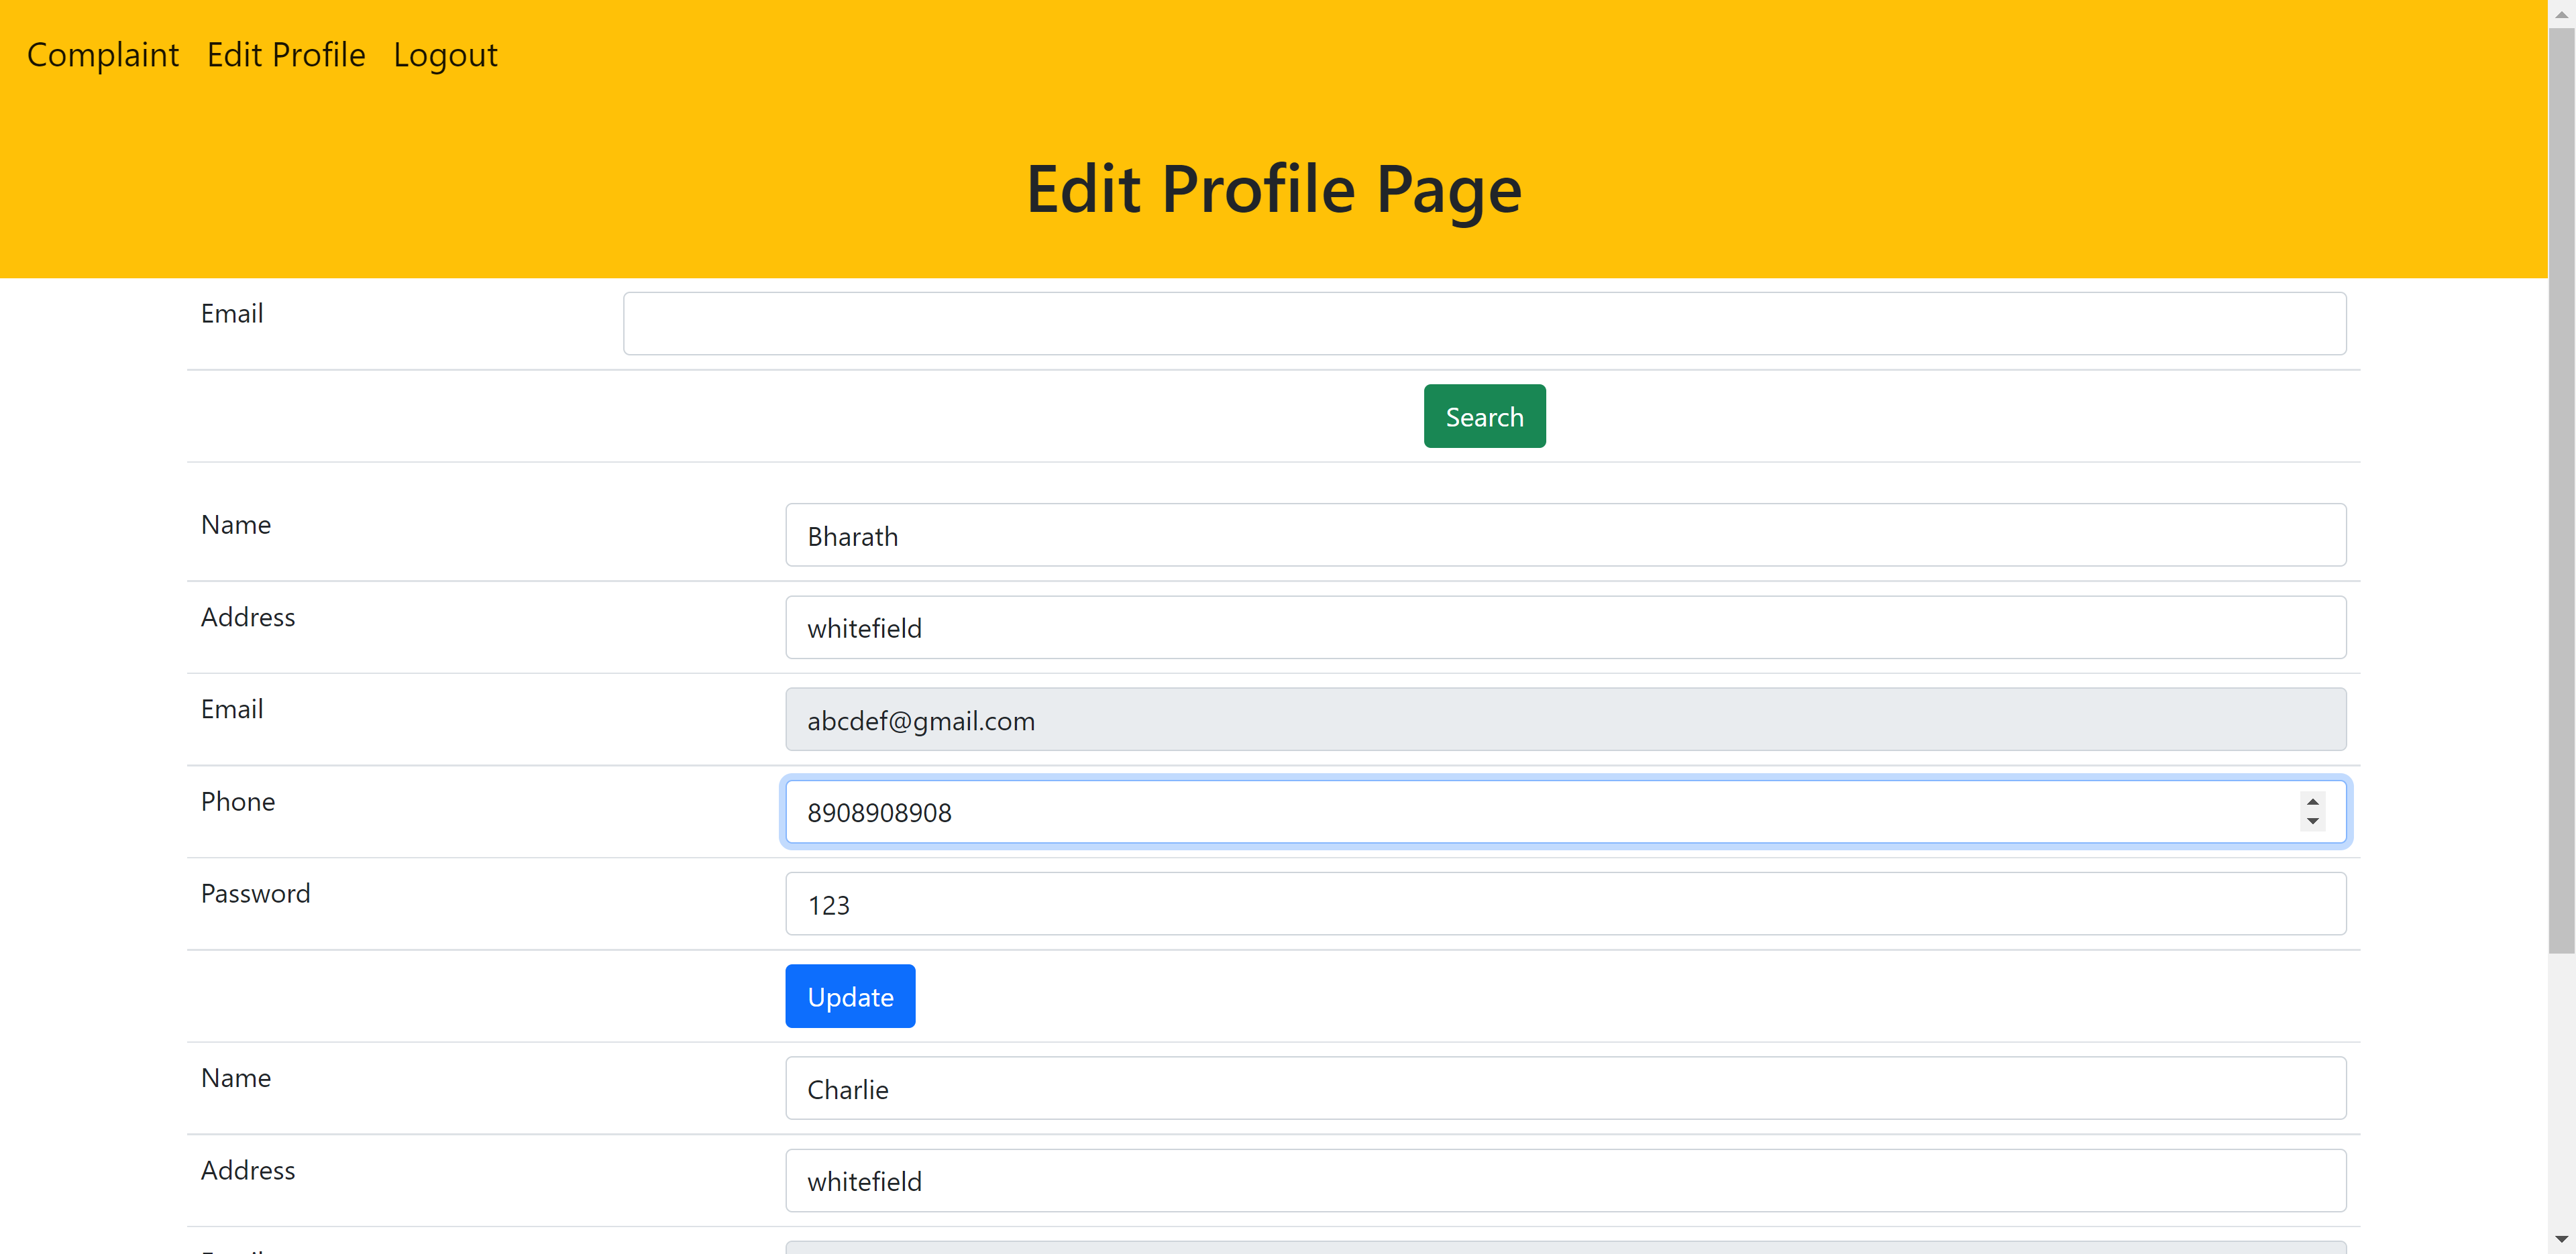 Complaint Edit Profile Logout
Edit Profile Page
Email
Search
Name Bharath
Address whitefield
Email abcdef@gmail.com
Phone 8908908908
Password 123
Update
Name Charlie
Address whitefield